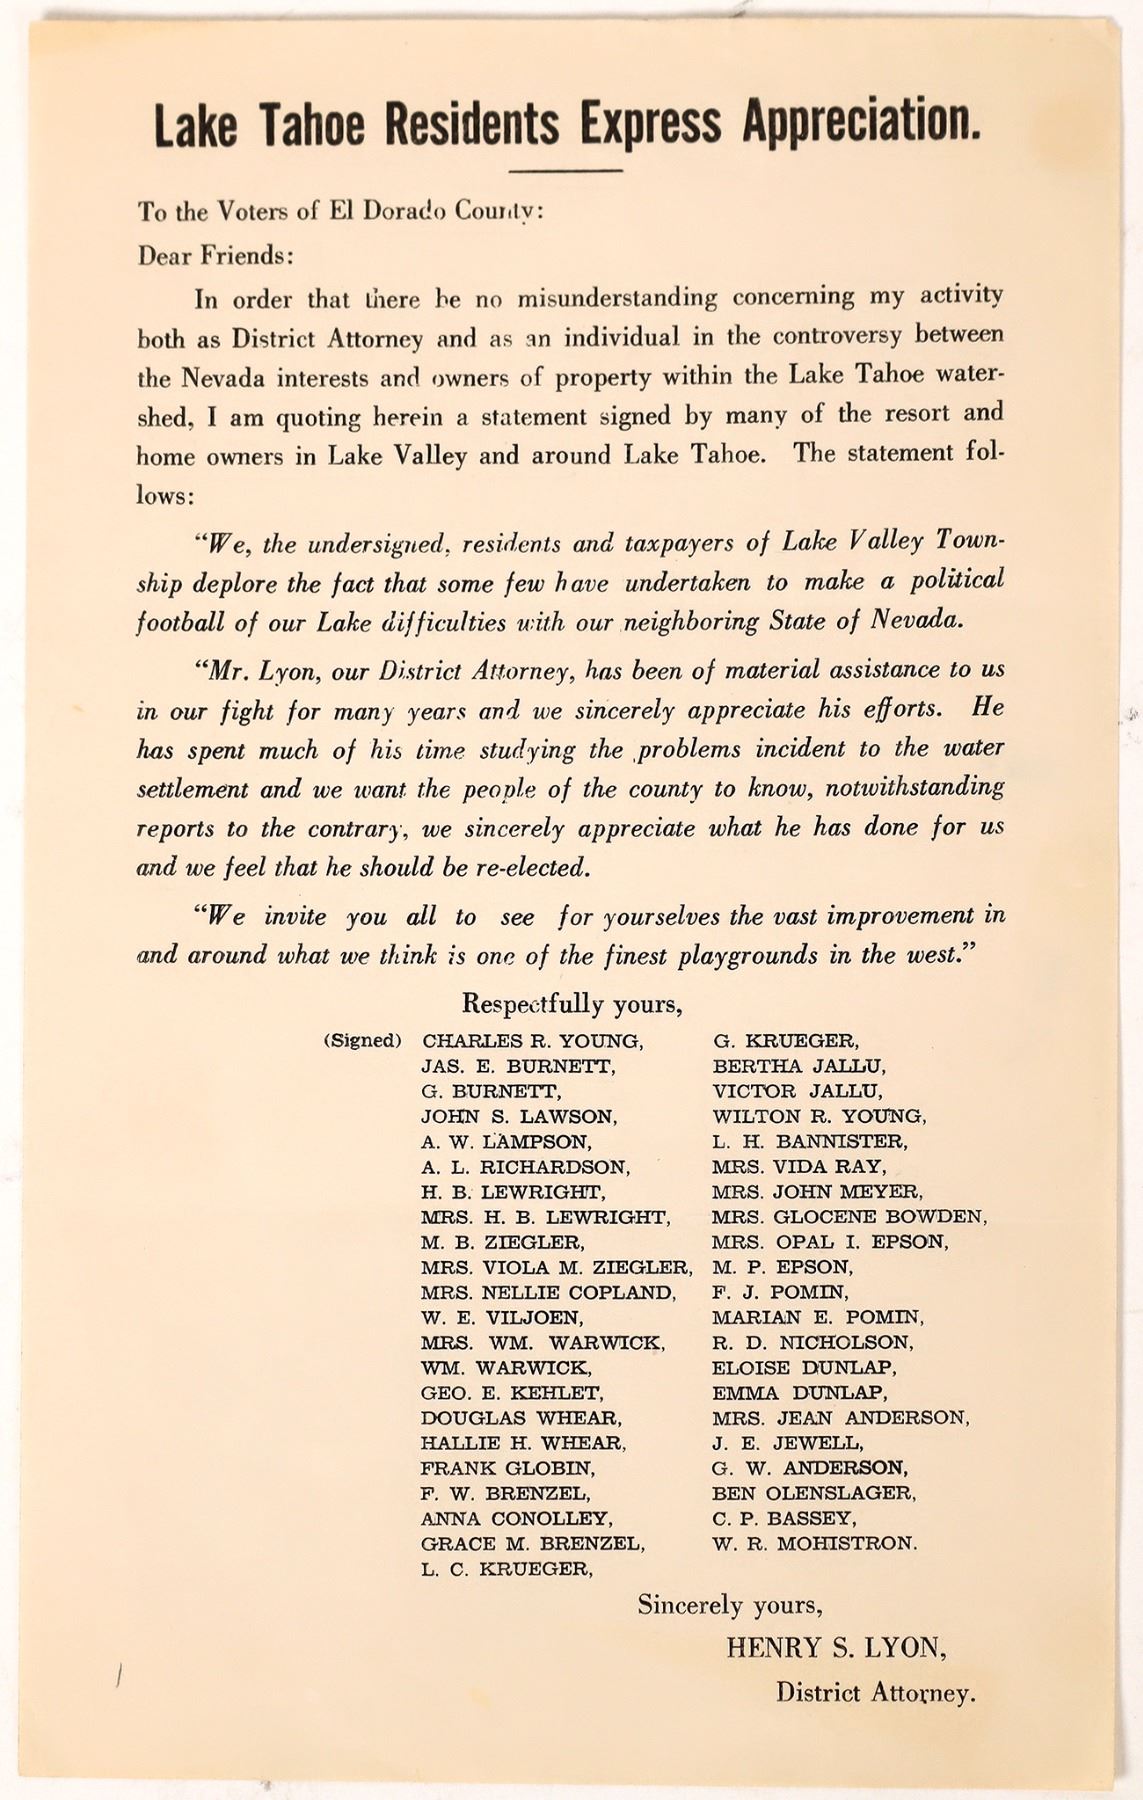 Lake Tahoe Residents Express Appreciation.
To the Voters of El Dorado County:
Dear Friends:
In order that there be no misunderstanding concerning my activity
both as District Attorney and as an individual in the controversy between
the Nevada interests and owners of property within the Lake Tahoe water-
shed, I am quoting herein a statement signed by many of the resort and
home owners in Lake Valley and around Lake Tahoe. The statement fol-
lows:
"We, the undersigned, residents and taxpayers of Lake Valley Town-
ship deplore the fact that some few have undertaken to make a political
football of our Lake difficulties with our neighboring State of Nevada.
"Mr. Lyon, our District Attorney, has been of material assistance to us
in our fight for many years and we sincerely appreciate his efforts. He
has spent much of his time studying the problems incident to the water
settlement and we want the people of the county to know, notwithstanding
reports to the contrary, we sincerely appreciate what he has done for us
and we feel that he should be re-elected.
"We invite you all to see for yourselves the vast improvement in
and around what we think is one of the finest playgrounds in the west."
Respectfully yours,
(Signed) CHARLES R. YOUNG,
JAS. E. BURNETT,
G. BURNETT,
JOHN S. LAWSON,
A. W. LAMPSON,
A. L. RICHARDSON,
H. B. LEWRIGHT,
MRS. H. B. LEWRIGHT,
M. B. ZIEGLER,
MRS. VIOLA M. ZIEGLER,
MRS. NELLIE COPLAND,
W. E. VILJOEN,
MRS. WM. WARWICK,
WM. WARWICK,
GEO. E. KEHLET,
DOUGLAS WHEAR,
HALLIE H. WHEAR,
FRANK GLOBIN,
F. W. BRENZEL,
ANNA CONOLLEY,
GRACE M. BRENZEL,
L. C. KRUEGER,
G. KRUEGER,
BERTHA JALLU,
VICTOR JALLU,
WILTON R. YOUNG,
L. H. BANNISTER,
MRS. VIDA RAY,
MRS. JOHN MEYER,
MRS. GLOCENE BOWDEN,
MRS. OPAL I. EPSON,
M. P. EPSON,
F. J. POMIN,
MARIAN E. POMIN,
R. D. NICHOLSON,
ELOISE DUNLAP,
EMMA DUNLAP,
MRS. JEAN ANDERSON,
J. E. JEWELL,
G. W. ANDERSON,
BEN OLENSLAGER,
C. P. BASSEY,
W. R. MOHISTRON.
Sincerely yours,
HENRY S. LYON,
District Attorney.